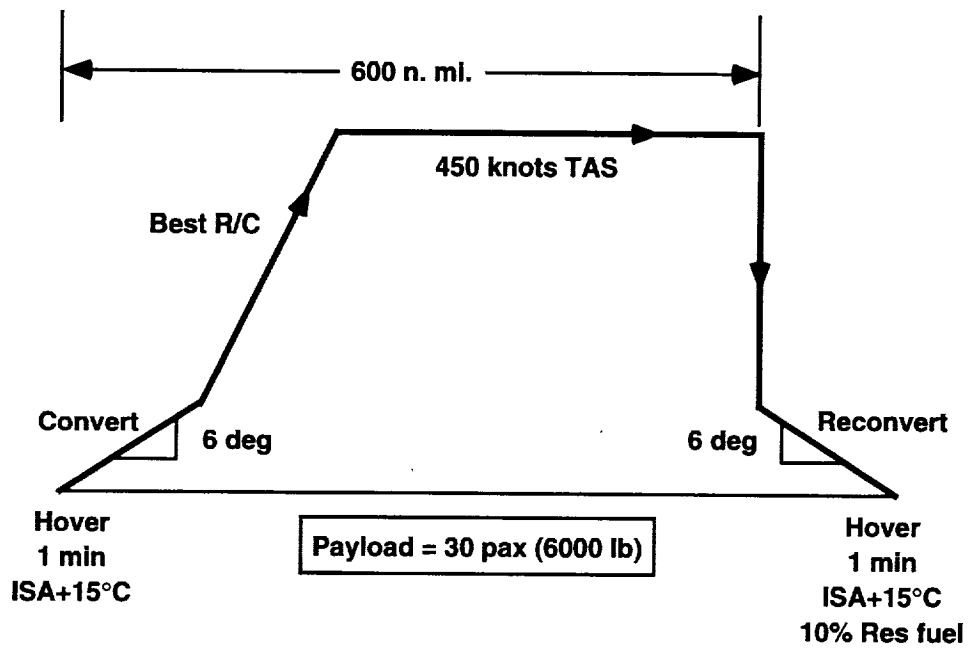 600 n. mi.
450 knots TAS
Best R/C
Convert
6 deg
6 deg
Reconvert
Hover
1 min
ISA+15°C
Payload = 30 pax (6000 lb)
Hover
1 min
ISA+15°C
10% Res fuel